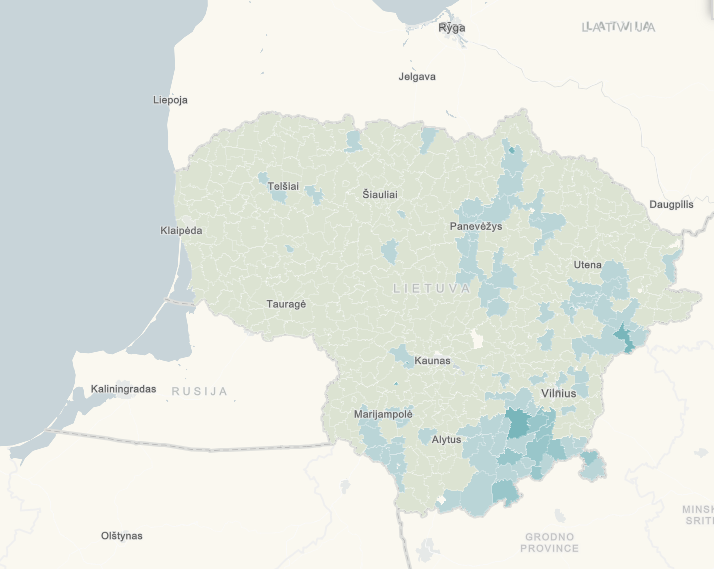 Rýga
LATVIJA
Jelgava
Liepoja
Telšiai
Šiauliai
Daugpilis
Klaipėda
Panevėžys
Utena
LIETUVA
Tauragė
Kaunas
Kaliningradas
RUSIJA
Vilnius
Marijampolė
Alytus
MINSK
SRITI
Olštynas
GRODNO
PROVINCE